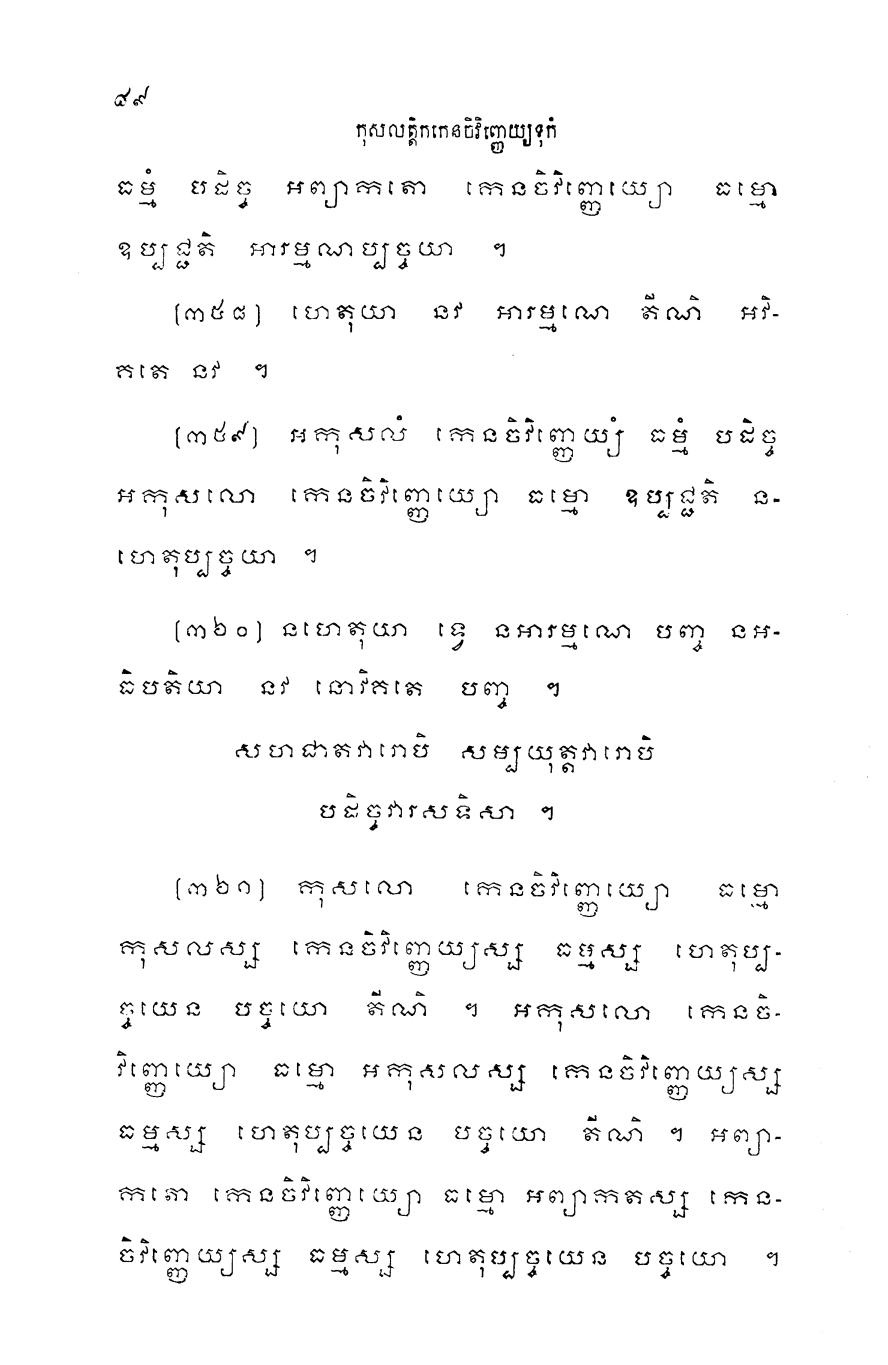 ៤៩
កុសលត្តិកកេនចិវិញ្ញេយ្យទុកំ
ធម្មំ បដិច្ច អព្យាកតោ កេនចិវិញ្ញេយ្យោ ធម្មោ
ឧប្បជ្ជតិ អារម្មណប្បច្ចយា ។
(៣៥៨) ហេតុយា នវ អារម្មណេ តីណិ អវិ-
គតេ នវ ។
(៣៥៩) អកុសលំ កេនចិវិញ្ញេយ្យំ ធម្មំ បដិច្ច
អកុសលោ កេនចិវិញ្ញេយ្យោ ធម្មោ ឧប្បជ្ជតិ ន-
ហេតុប្បច្ចយា ។
(៣៦០) នហេតុយា ទ្វេ នអារម្មណេ បញ្ច នអ-
ធិបតិយា នវ នោវិគតេ បញ្ច ។
សហជាតវារោបិ សម្បយុត្តវារោបិ
បដិច្ចវារសទិសា ។
(៣៦១) កុសលោ កេនចិវិញ្ញេយ្យោ ធម្មោ
កុសលស្ស កេនចិវិញ្ញេយ្យស្ស ធម្មស្ស ហេតុប្ប-
ច្ចយេន បច្ចយោ តីណិ ។ អកុសលោ កេនចិ-
វិញ្ញេយ្យោ ធម្មោ អកុសលស្ស កេនចិវិញ្ញេយ្យស្ស
ធម្មស្ស ហេតុប្បច្ចយេន បច្ចយោ តីណិ ។ អព្យា-
កតោ កេនចិវិញ្ញេយ្យោ ធម្មោ អព្យាកតស្ស កេន-
ចិវិញ្ញេយ្យស្ស ធម្មស្ស ហេតុប្បច្ចយេន បច្ចយោ ។